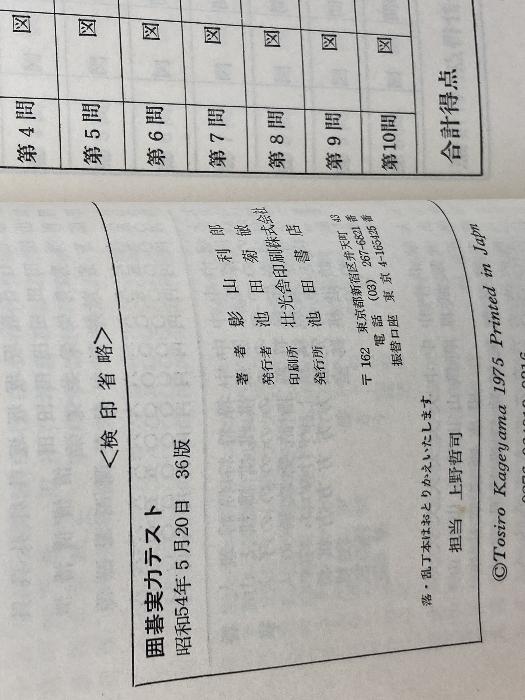 図 図 図 図 図 図 図
第4問 第5問 第6問 第7問 第8問 第9問 第10問 合計得点
<検印省略>
囲碁実力テスト
昭和54年5月20日 36版
著者 影山利郎
発行者 池田菊敏
印刷所 壮光舎印刷株式会社
発行所 池田書店
〒162 東京都新宿区弁天町 43
電話 (03) 267-6821 番
振替口座 東京 4-165425 番
落・乱丁本はおとりかえいたします
担当 上野哲司
©Tosiro Kageyama 1975 Printed in Japn